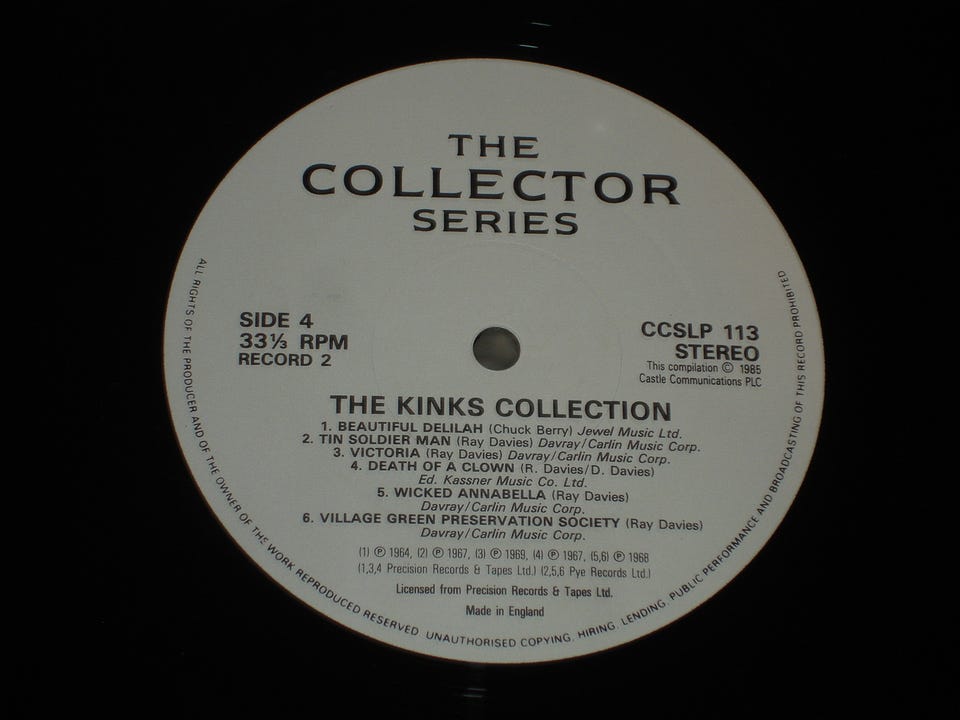 THE
COLLECTOR
SERIES
SIDE 4
33⅓ RPM
RECORD 2
CCSLP 113
STEREO
This compilation © 1985
Castle Communications PLC
THE KINKS COLLECTION
1. BEAUTIFUL DELILAH (Chuck Berry) Jewel Music Ltd.
2. TIN SOLDIER MAN (Ray Davies) Davray/Carlin Music Corp.
3. VICTORIA (Ray Davies) Davray/Carlin Music Corp.
4. DEATH OF A CLOWN (R. Davies/D. Davies)
Ed. Kassner Music Co. Ltd.
5. WICKED ANNABELLA (Ray Davies)
Davray/Carlin Music Corp.
6. VILLAGE GREEN PRESERVATION SOCIETY (Ray Davies)
Davray/Carlin Music Corp.
(1) ℗ 1964, (2) ℗ 1967, (3) ℗ 1969, (4) ℗ 1967, (5,6) ℗ 1968
(1,3,4 Precision Records & Tapes Ltd.) (2,5,6 Pye Records Ltd.)
Licensed from Precision Records & Tapes Ltd.
Made in England
ALL RIGHTS OF THE PRODUCER AND OF THE OWNER OF THE WORK REPRODUCED RESERVED. UNAUTHORISED COPYING, HIRING, LENDING, PUBLIC PERFORMANCE AND BROADCASTING OF THIS RECORD PROHIBITED